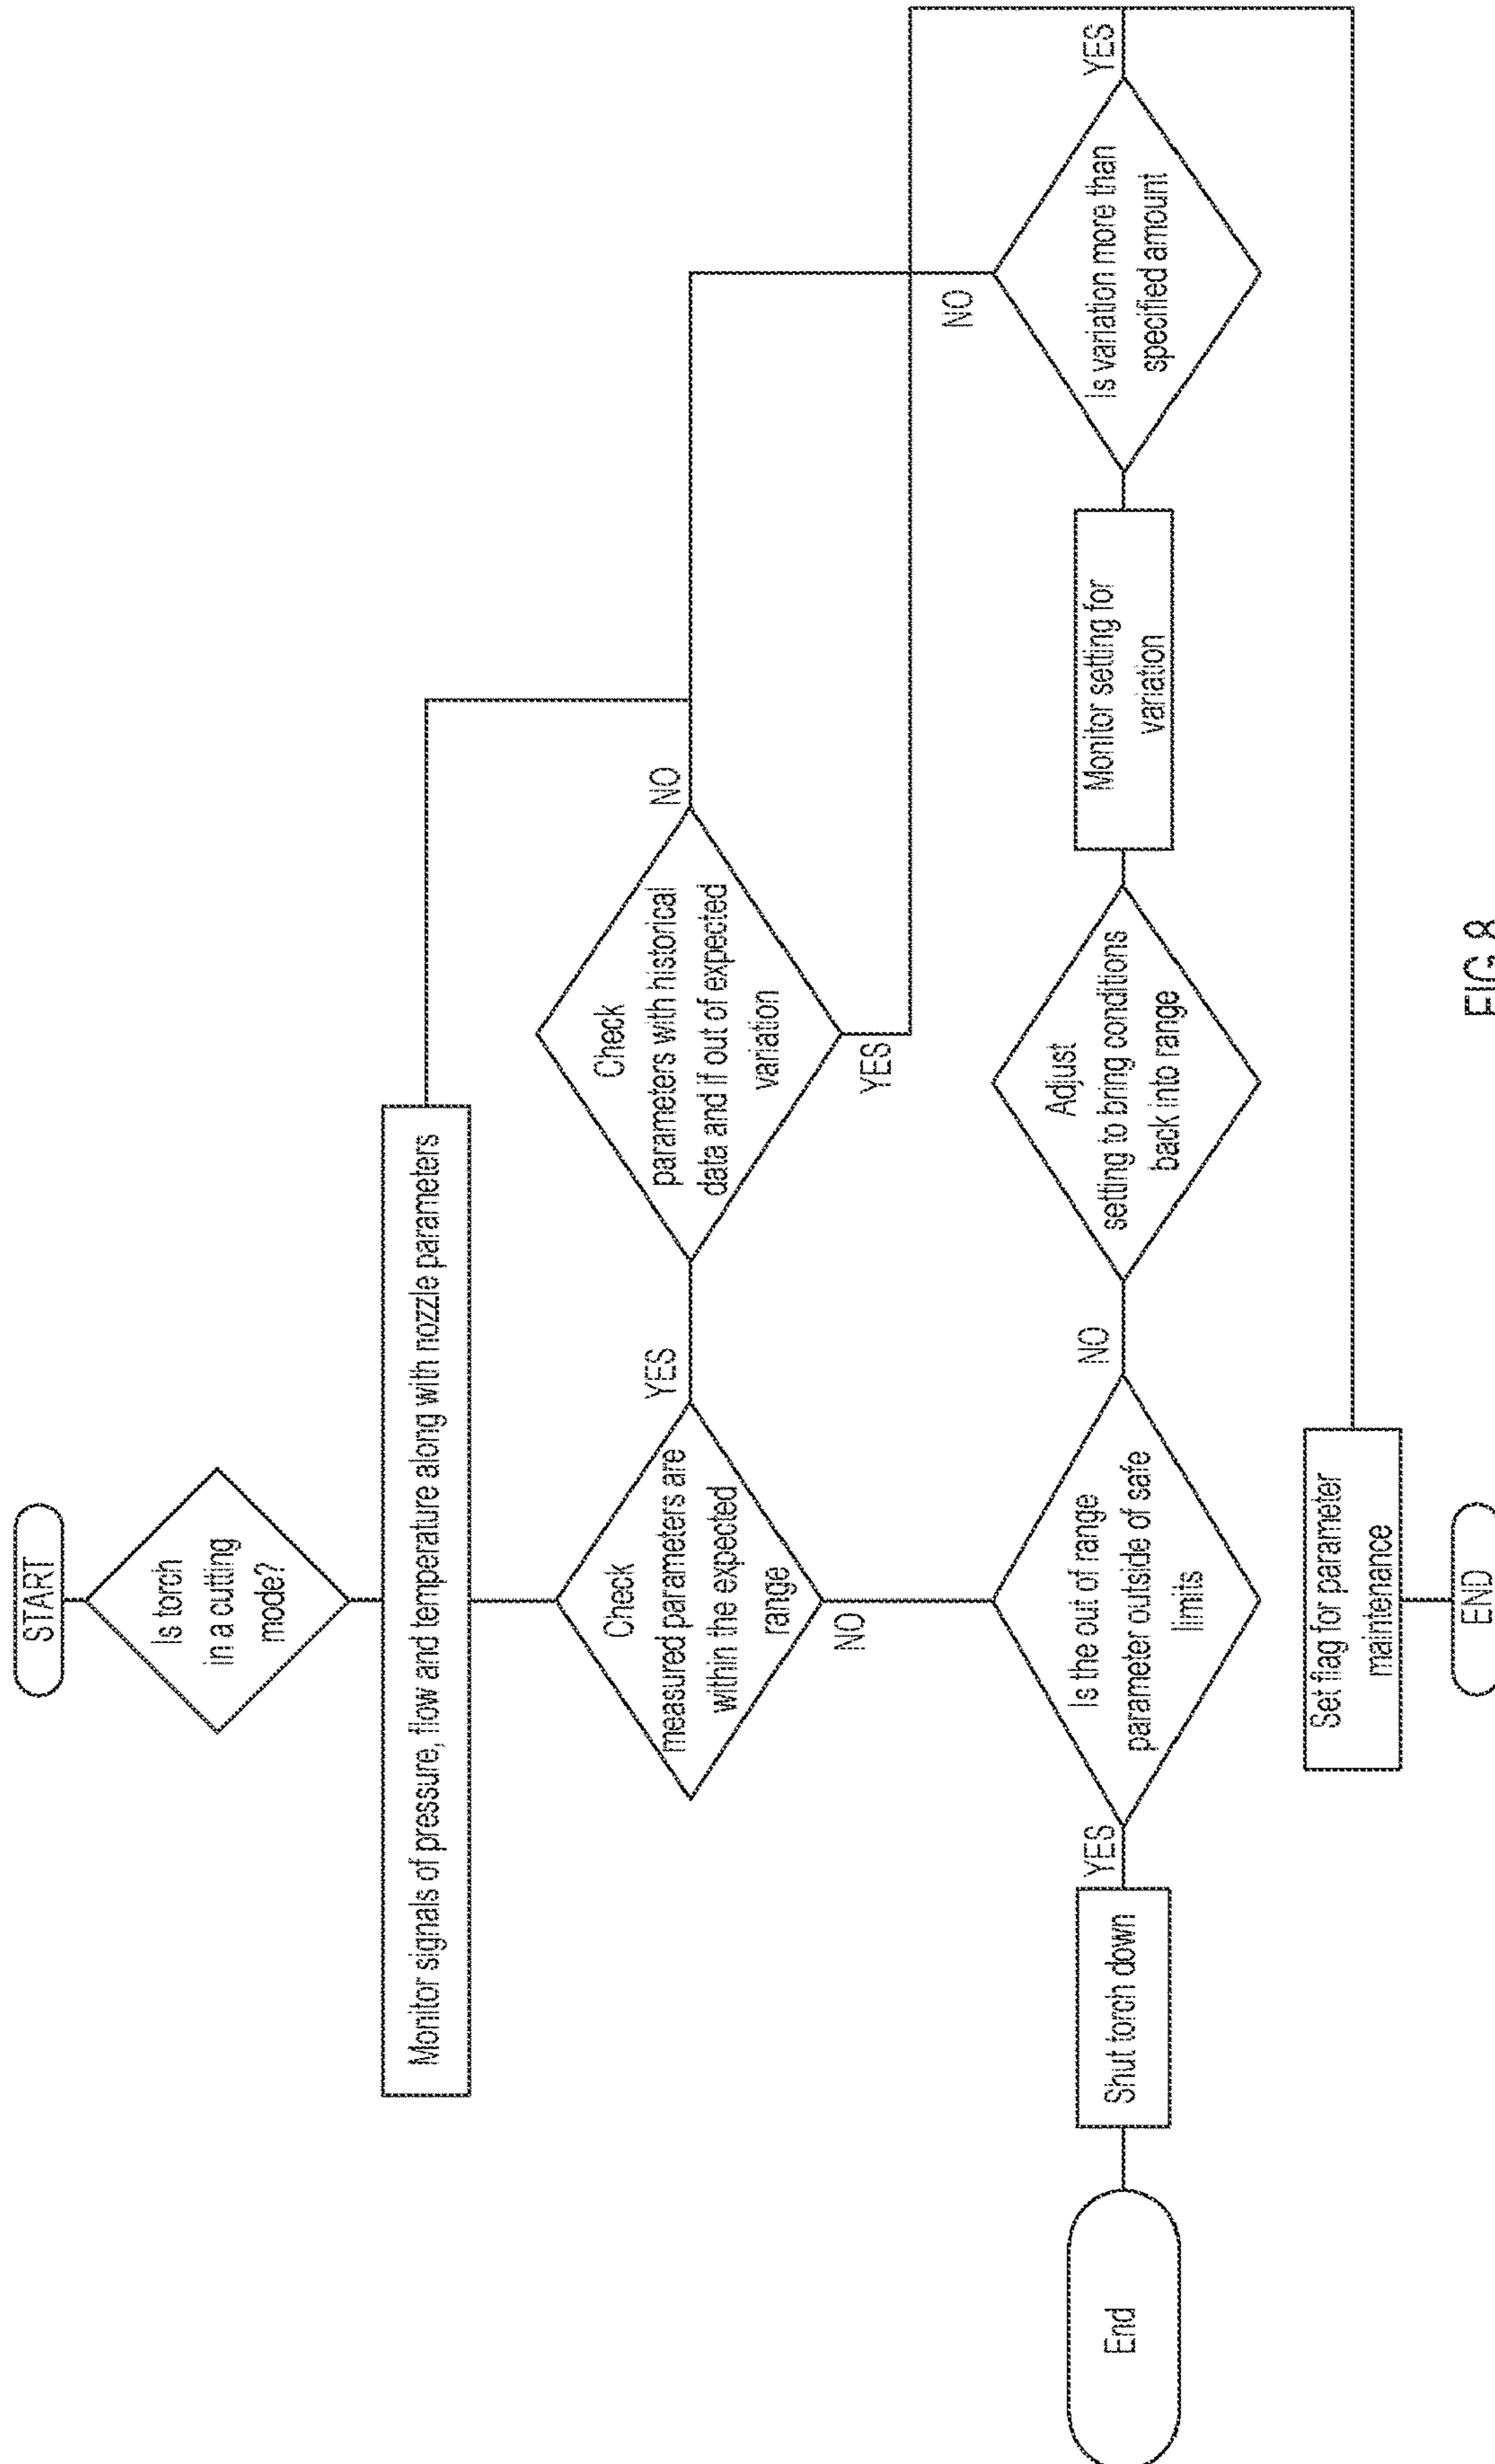 START
Is torch
in a cutting
mode?
Monitor signals of pressure, flow and temperature along with nozzle parameters
Check
measured parameters are
within the expected
range
YES
NO
Check
parameters with historical
data and if out of expected
variation
NO
YES
Is the out of range
parameter outside of safe
limits
YES
NO
Shut torch down
End
Adjust
setting to bring conditions
back into range
Monitor setting for
variation
Is variation more than
specified amount
NO
YES
Set flag for parameter
maintenance
END
FIG.8